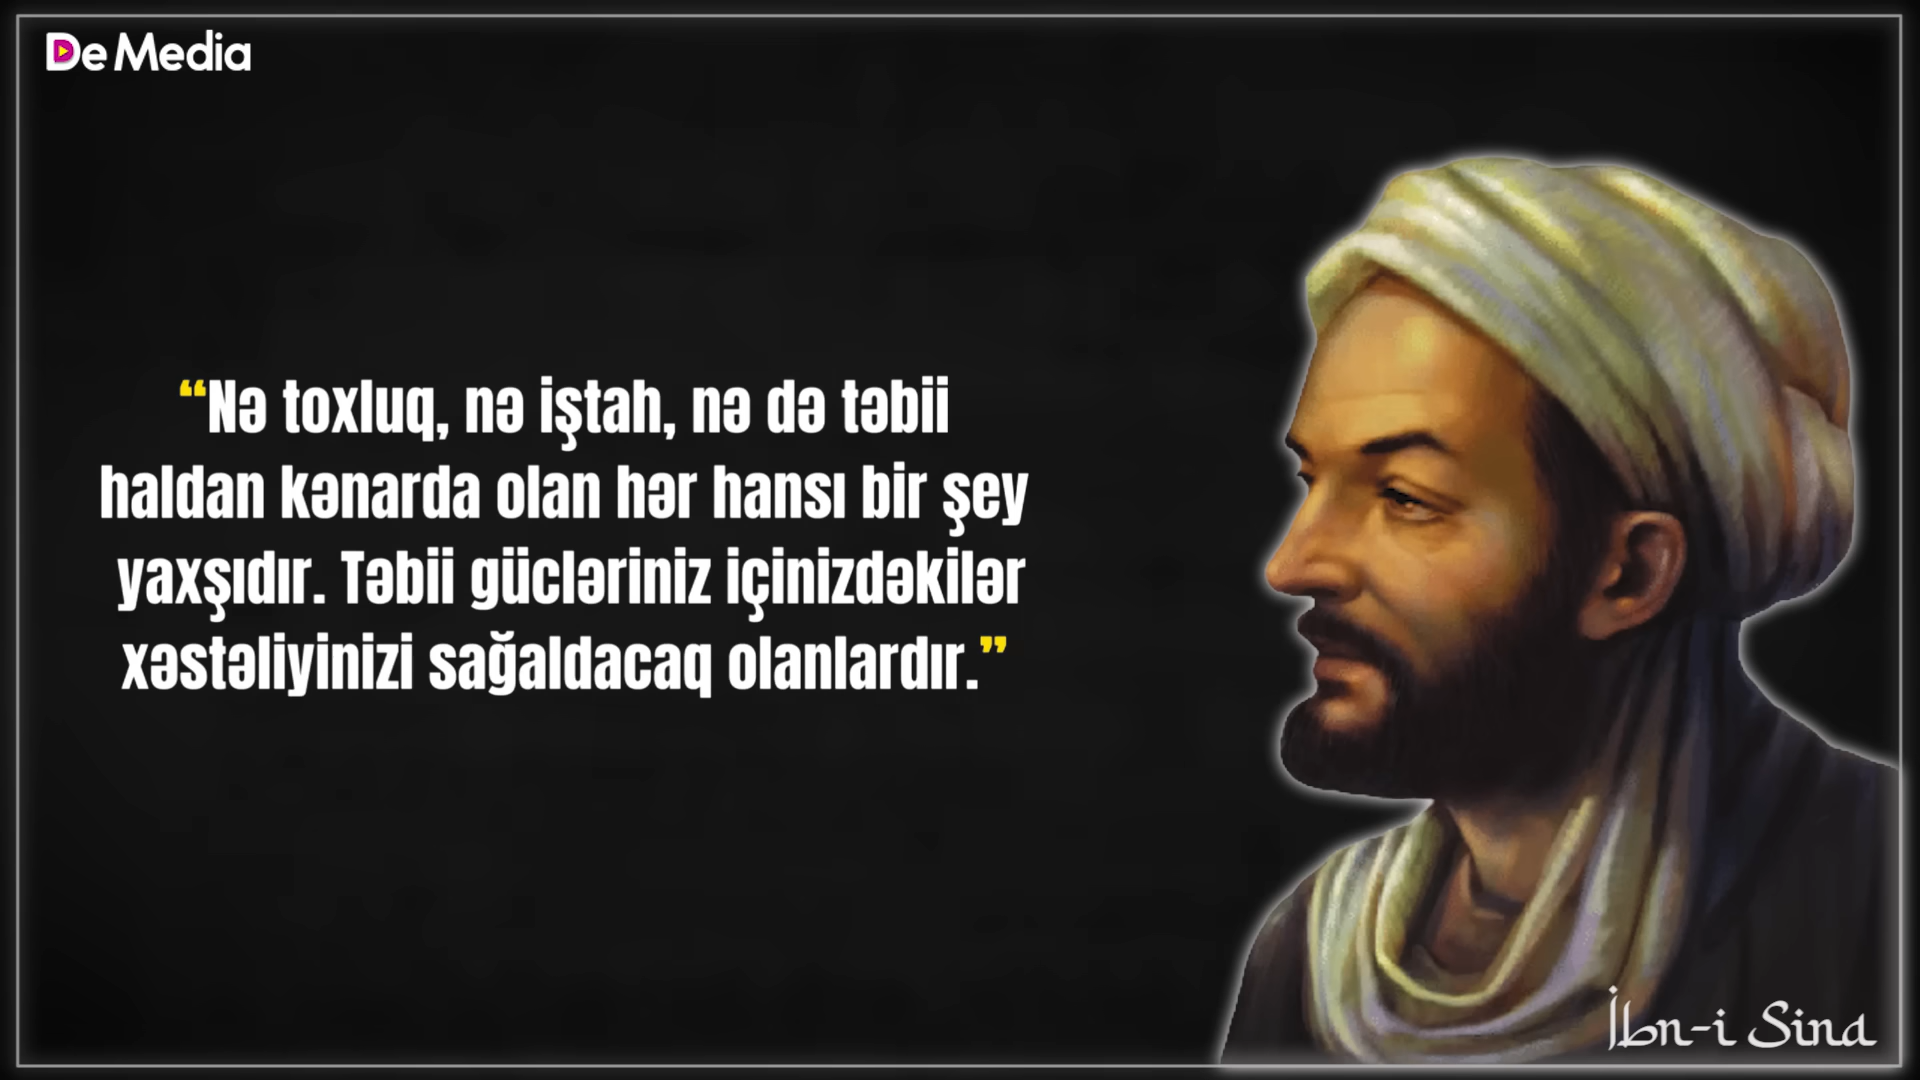 De Media
“Nə toxluq, nə iştah, nə də təbii
haldan kənarda olan hər hansı bir şey
yaxşıdır. Təbii gücləriniz içinizdəkilər
xəstəliyinizi sağaldacaq olanlardır.”
İbn-i Sina